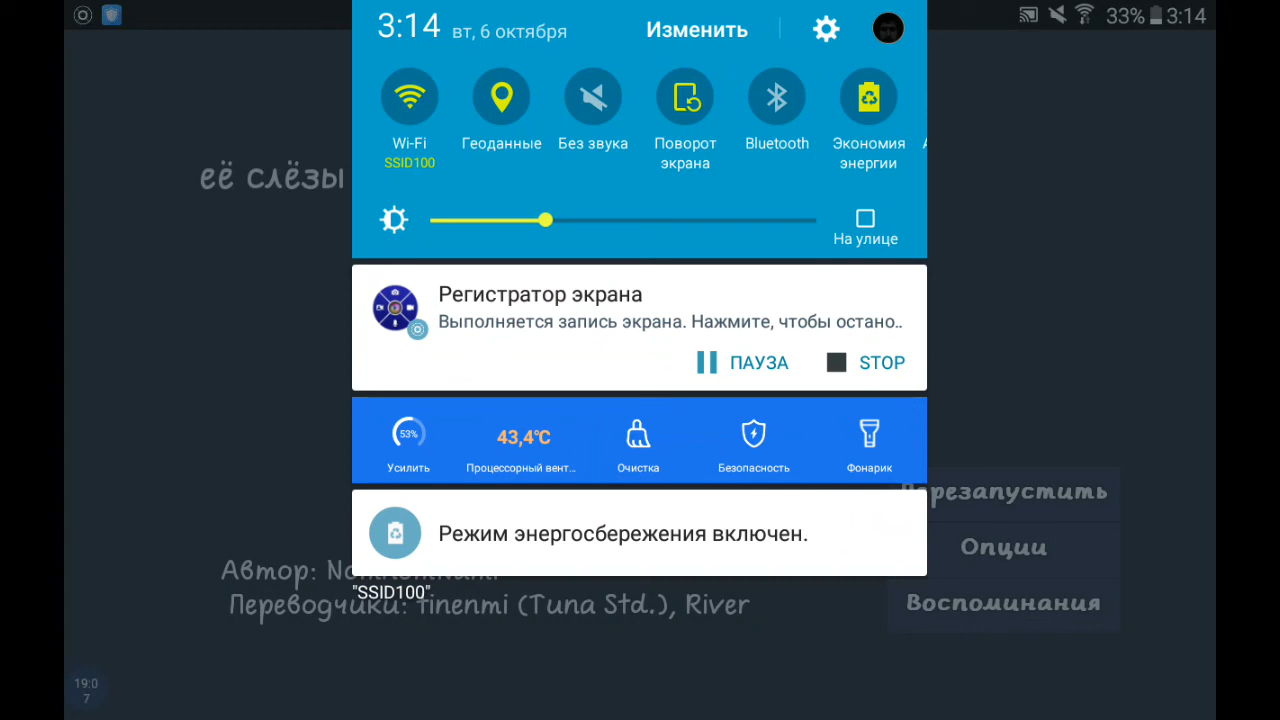 33% 3:14
3:14 вт, 6 октября Изменить
Wi-Fi Геоданные Без звука Поворот Bluetooth Экономия
SSID100 экрана энергии
её слёзы
На улице
Регистратор экрана
Выполняется запись экрана. Нажмите, чтобы остано..
ПАУЗА STOP
53% 43,4°C
Усилить Процессорный вент... Очистка Безопасность Фонарик
Перезапустить
Режим энергосбережения включен.
Опции
Автор:
"SSID100"
Переводчики: tinenmi (Tuna Std.), River
Воспоминания
19:0
7